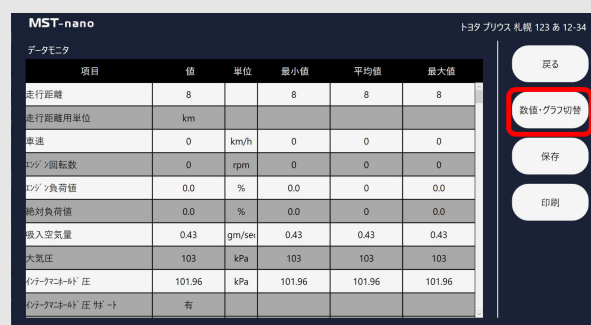 MST-nano
トヨタ プリウス 札幌 123 あ 12-34
データモニタ
項目 値 単位 最小値 平均値 最大値
走行距離 8 8 8 8
走行距離用単位 km
車速 0 km/h 0 0 0
ｴﾝｼﾞﾝ回転数 0 rpm 0 0 0
ｴﾝｼﾞﾝ負荷値 0.0 % 0.0 0 0.0
絶対負荷値 0.0 % 0.0 0 0.0
吸入空気量 0.43 gm/sec 0.43 0.43 0.43
大気圧 103 kPa 103 103 103
ｲﾝﾃｰｸﾏﾆﾎｰﾙﾄﾞ圧 101.96 kPa 101.96 101.96 101.96
ｲﾝﾃｰｸﾏﾆﾎｰﾙﾄﾞ圧 ｻﾎﾟｰﾄ 有
戻る
数値・グラフ切替
保存
印刷